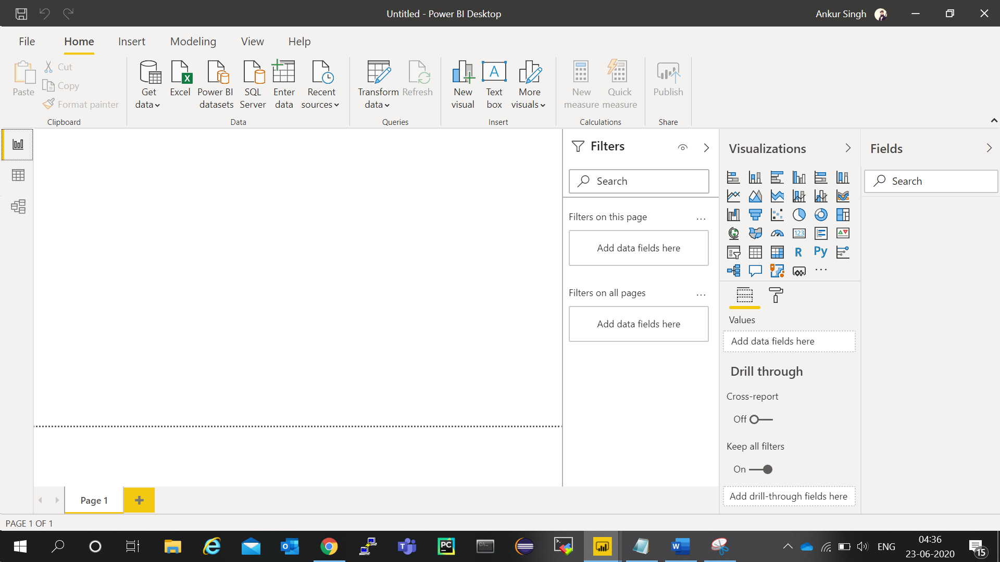 Untitled - Power BI Desktop
Ankur Singh
File Home Insert Modeling View Help
Paste
Cut
Copy
Format painter
Clipboard
Get data
Excel
Power BI datasets
SQL Server
Enter data
Recent sources
Data
Transform data
Refresh
Queries
New visual
Text box
More visuals
Insert
New measure
Quick measure
Calculations
Publish
Share
Filters
Search
Filters on this page
...
Add data fields here
Filters on all pages
...
Add data fields here
Visualizations
123
R
Py
...
Values
Add data fields here
Drill through
Cross-report
Off
Keep all filters
On
Add drill-through fields here
Fields
Search
Page 1
PAGE 1 OF 1
ENG
04:36
23-06-2020
15